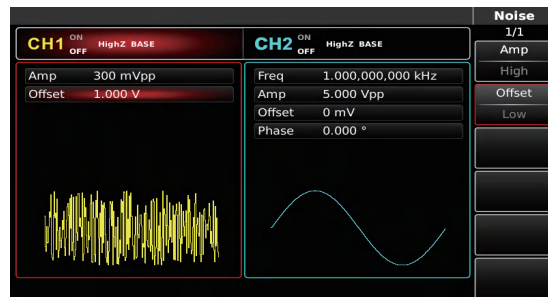 Noise
1/1
CH1 ON OFF HighZ BASE
CH2 ON OFF HighZ BASE
Amp
High
Offset
Low
Amp 300 mVpp
Offset 1.000 V
Freq 1.000,000,000 kHz
Amp 5.000 Vpp
Offset 0 mV
Phase 0.000 °